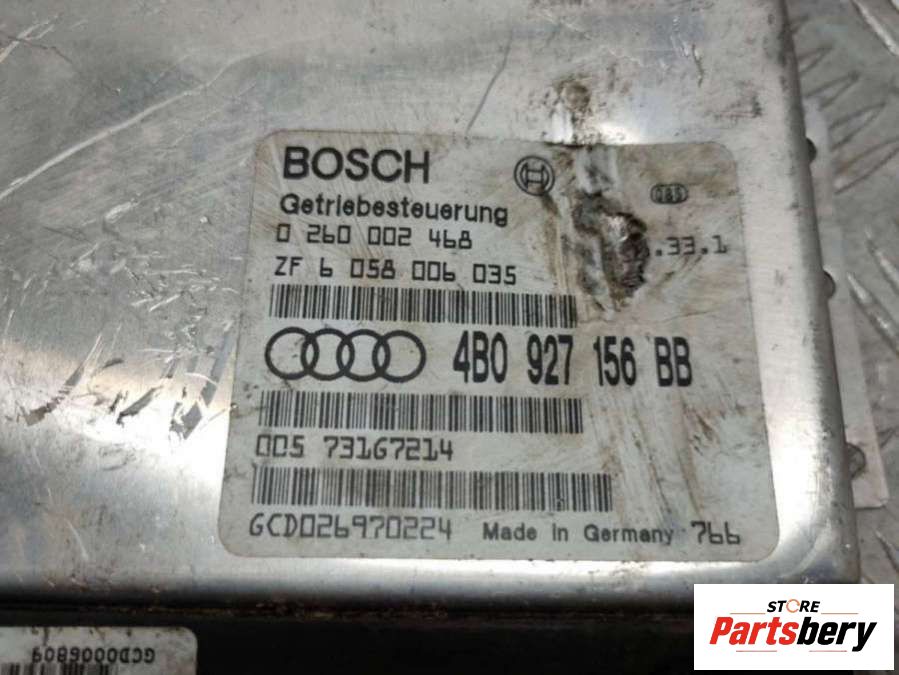 BOSCH
Getriebesteuerung
0 260 002 468
.33.1
ZF 6 058 006 035
4B0 927 156 BB
005 73167214
GCD026970224 Made in Germany 766
GCD0006809
STORE
Partsbery